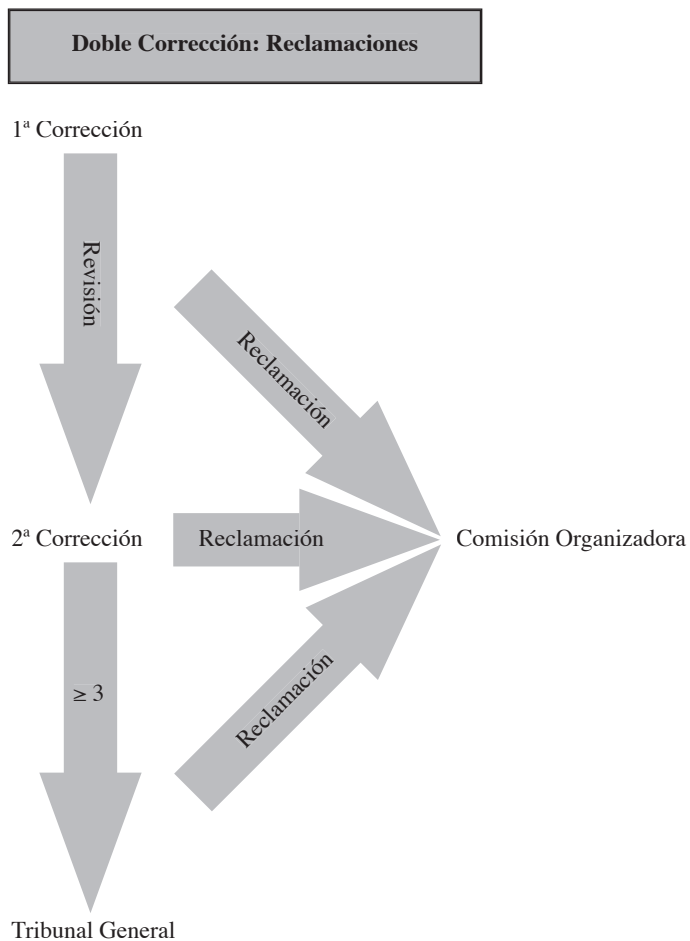 Doble Corrección: Reclamaciones
1ª Corrección
Revisión
Reclamación
2ª Corrección
Reclamación
Comisión Organizadora
≥ 3
Reclamación
Tribunal General